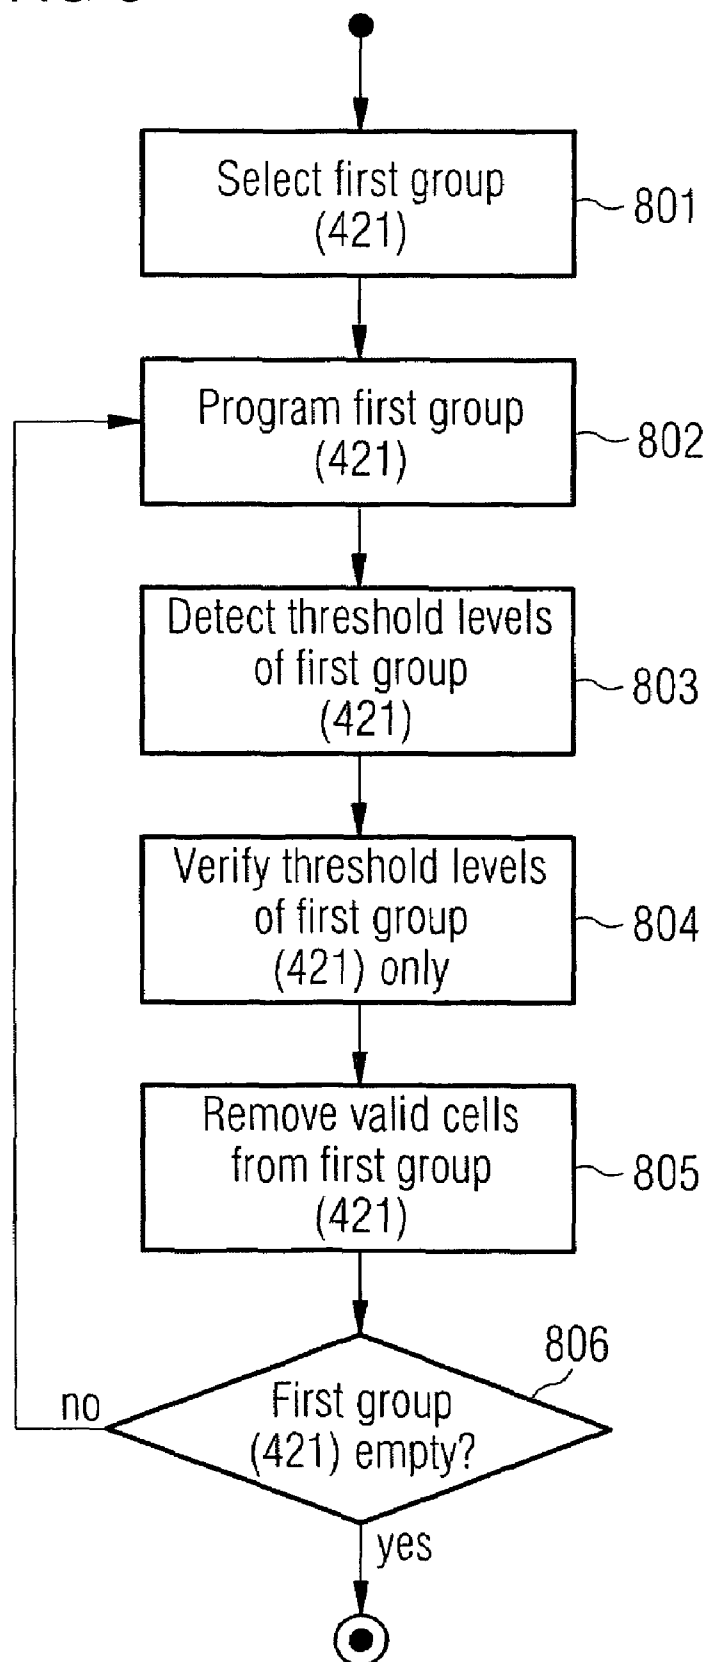 Select first group
(421)
801
Program first group
(421)
802
Detect threshold levels
of first group
(421)
803
Verify threshold levels
of first group
(421) only
804
Remove valid cells
from first group
(421)
805
806
First group
(421) empty?
no
yes